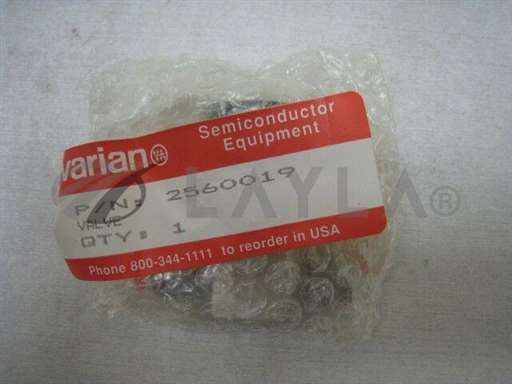 varian
Semiconductor
Equipment
P/N: 2560019
VALVE
QTY: 1
Phone 800-344-1111 to reorder in USA
LAYLA®